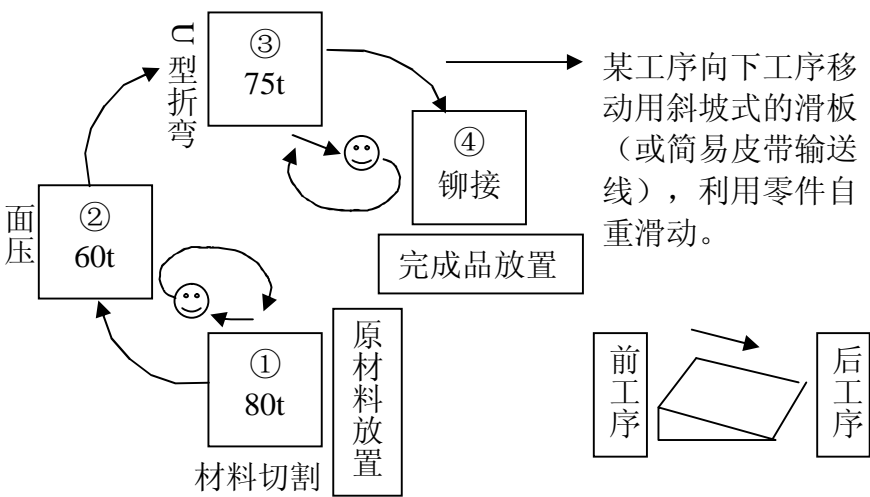 U型折弯
③
75t
④
铆接
某工序向下工序移
动用斜坡式的滑板
（或简易皮带输送
线），利用零件自
重滑动。
面压
②
60t
完成品放置
①
80t
原材料放置
材料切割
前工序
后工序